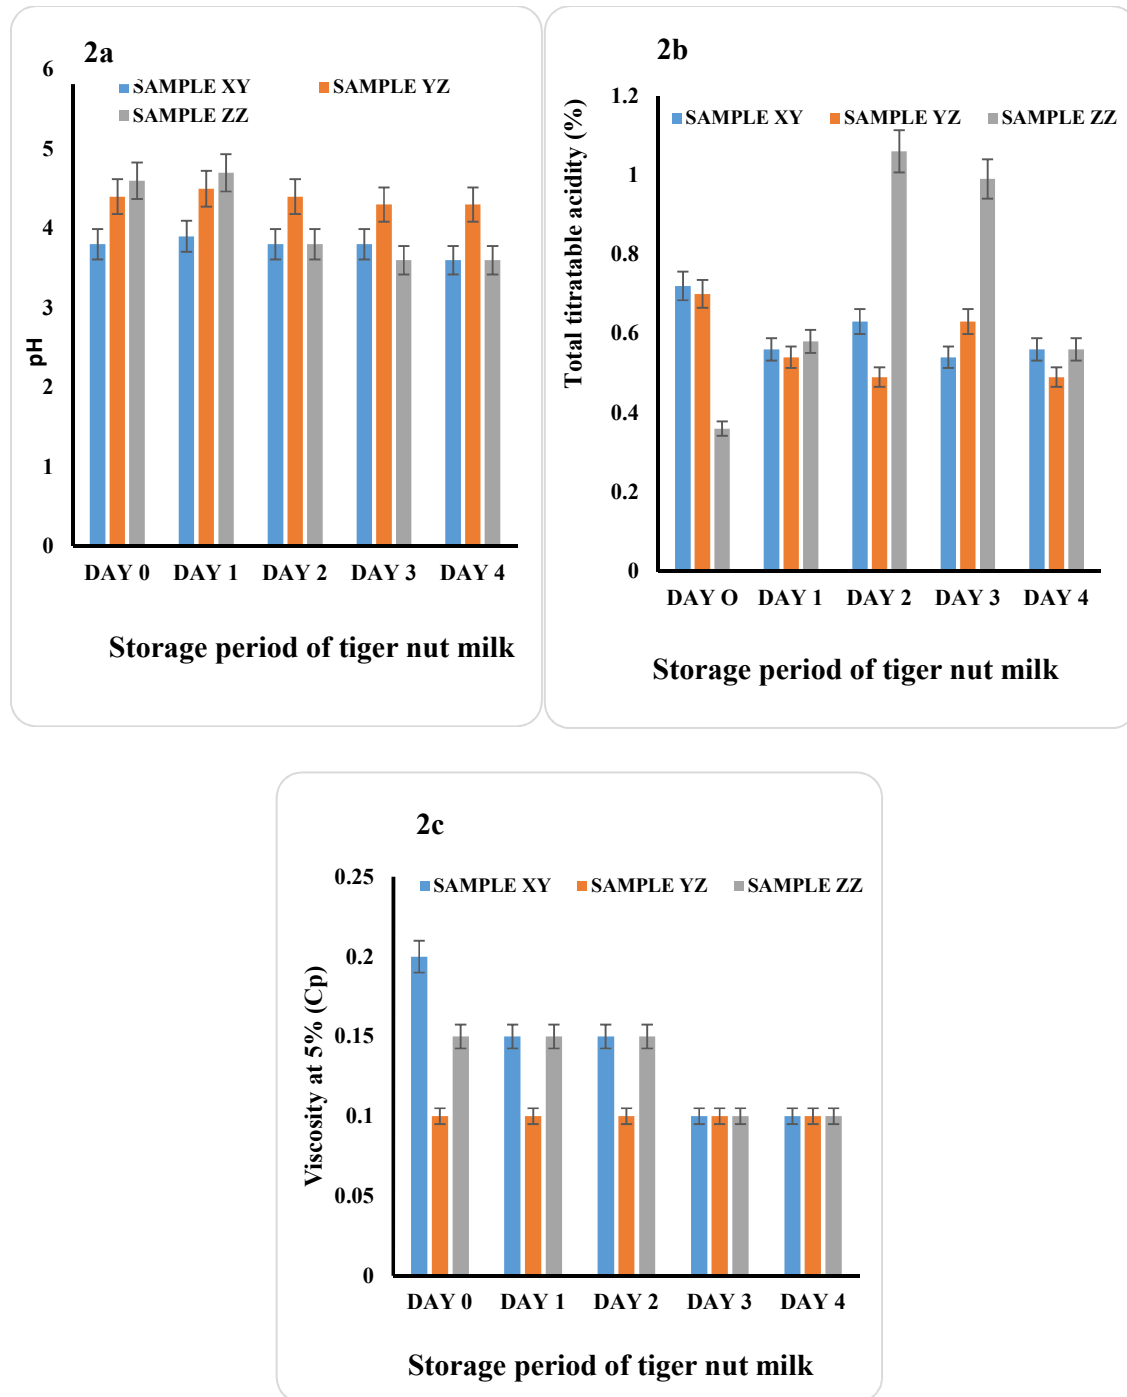 2a
SAMPLE XY SAMPLE YZ
SAMPLE ZZ
6
5
4
3
2
1
0
pH
DAY 0 DAY 1 DAY 2 DAY 3 DAY 4
Storage period of tiger nut milk
2b
SAMPLE XY SAMPLE YZ SAMPLE ZZ
1.2
1
0.8
0.6
0.4
0.2
0
Total titratable acidity (%)
DAY O DAY 1 DAY 2 DAY 3 DAY 4
Storage period of tiger nut milk
2c
SAMPLE XY SAMPLE YZ SAMPLE ZZ
0.25
0.2
0.15
0.1
0.05
0
Viscosity at 5% (Cp)
DAY 0 DAY 1 DAY 2 DAY 3 DAY 4
Storage period of tiger nut milk